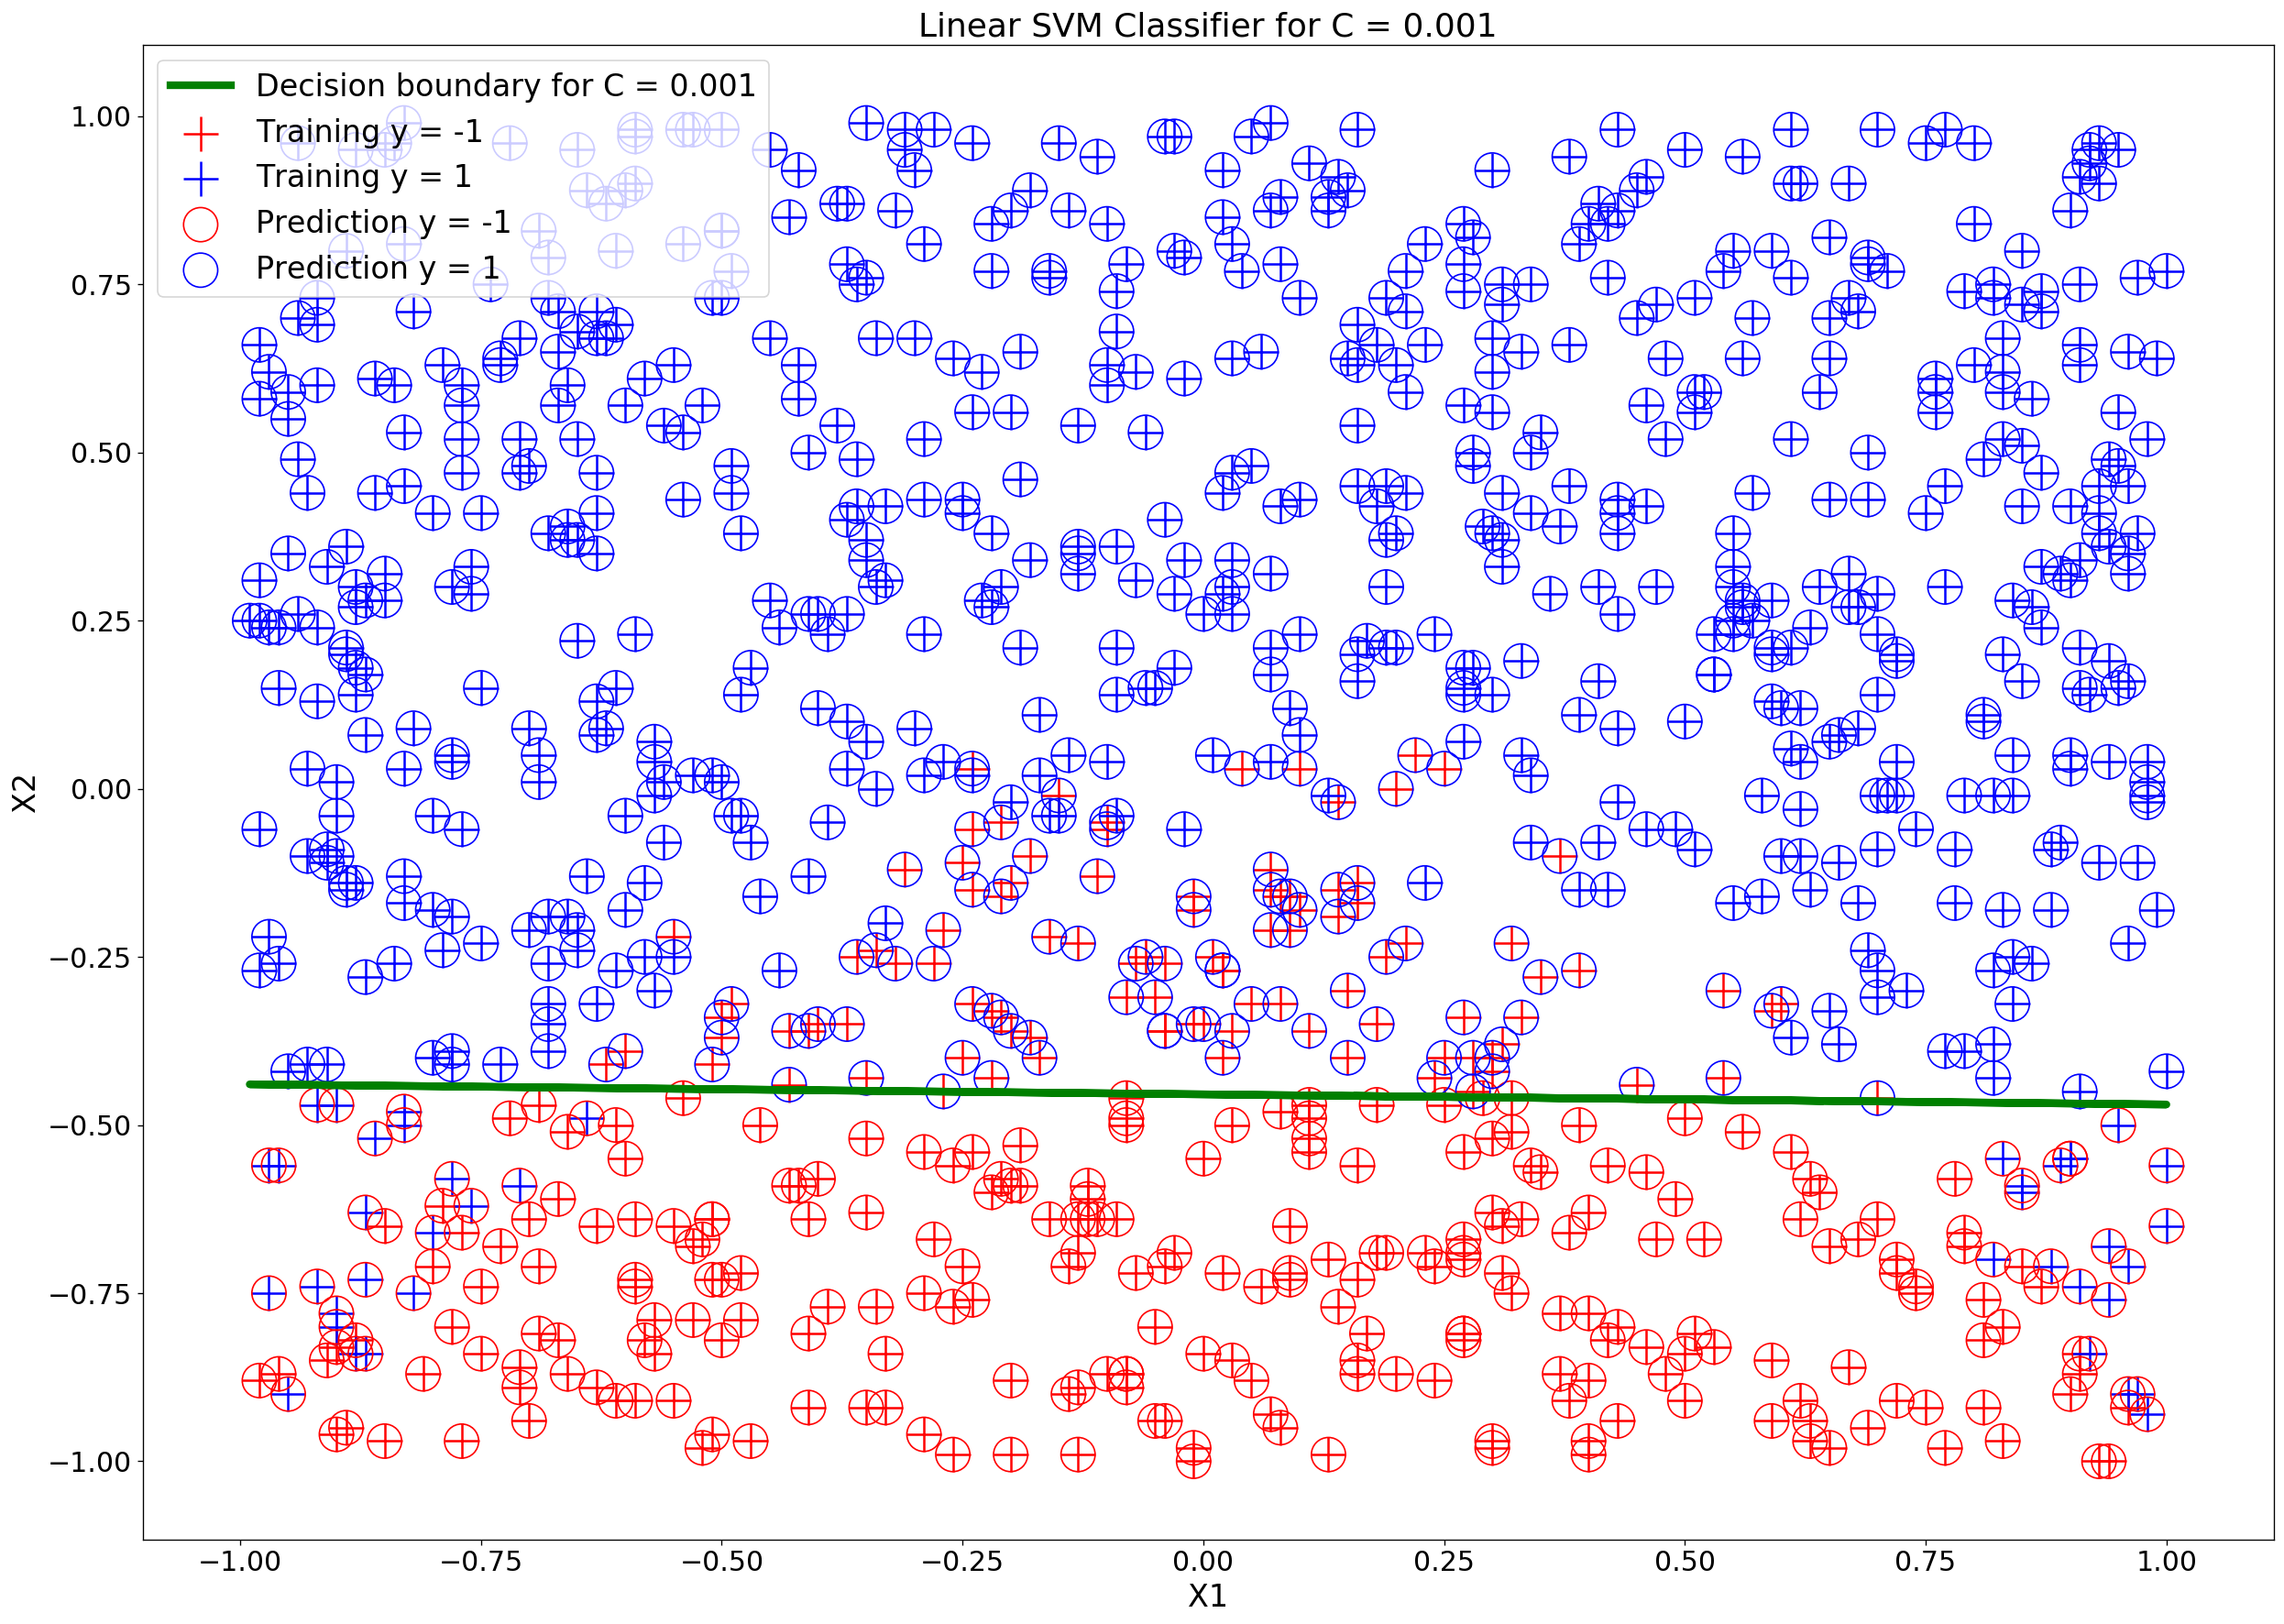 Linear SVM Classifier for C = 0.001
Decision boundary for C = 0.001
Training y = -1
Training y = 1
Prediction y = -1
Prediction y = 1
1.00
0.75
0.50
0.25
0.00
−0.25
−0.50
−0.75
−1.00
X2
−1.00 −0.75 −0.50 −0.25 0.00 0.25 0.50 0.75 1.00
X1